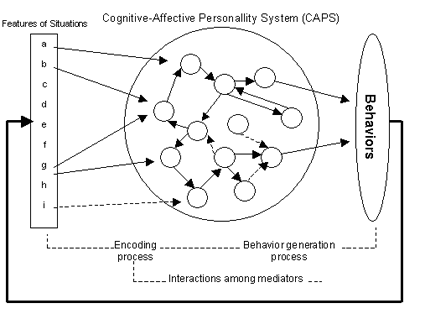 Cognitive-Affective Personallity System (CAPS)
Features of Situations
a
b
c
d
e
f
g
h
i
Behaviors
Encoding
process
Behavior generation
process
Interactions among mediators